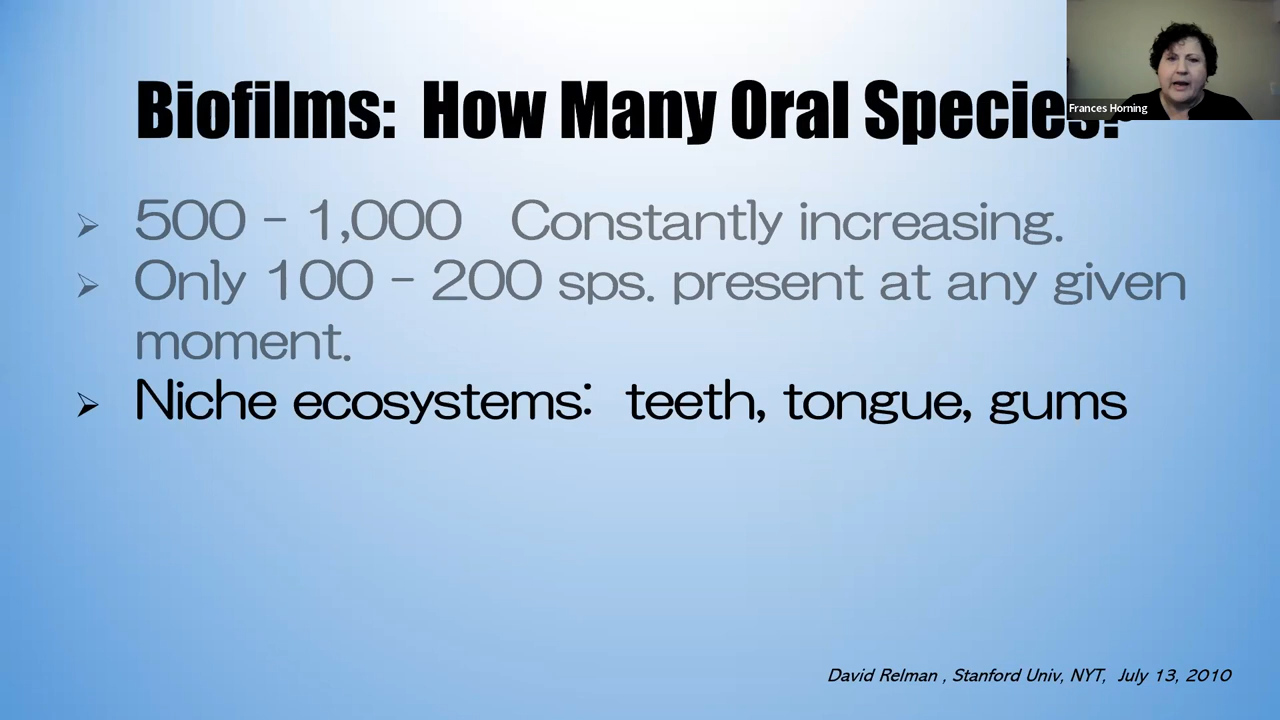 Biofilms: How Many Oral Species?
Frances Horning
500 – 1,000 Constantly increasing.
Only 100 – 200 sps. present at any given
moment.
Niche ecosystems: teeth, tongue, gums
David Relman , Stanford Univ, NYT, July 13, 2010